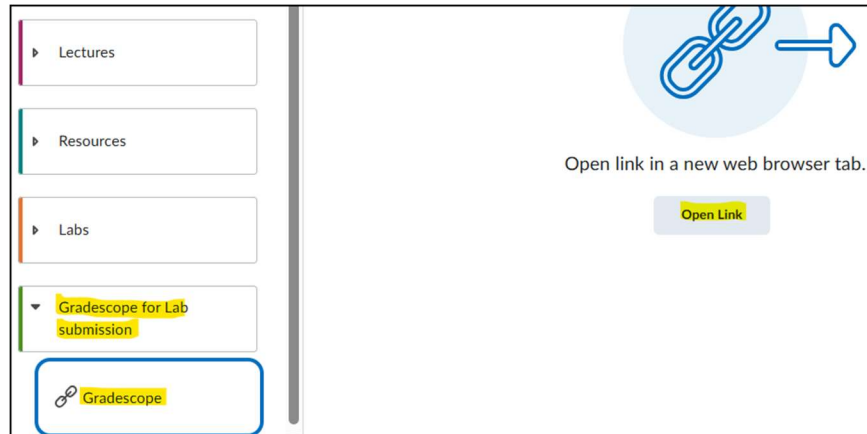 Lectures
Resources
Labs
Gradescope for Lab
submission
Gradescope
Open link in a new web browser tab.
Open Link